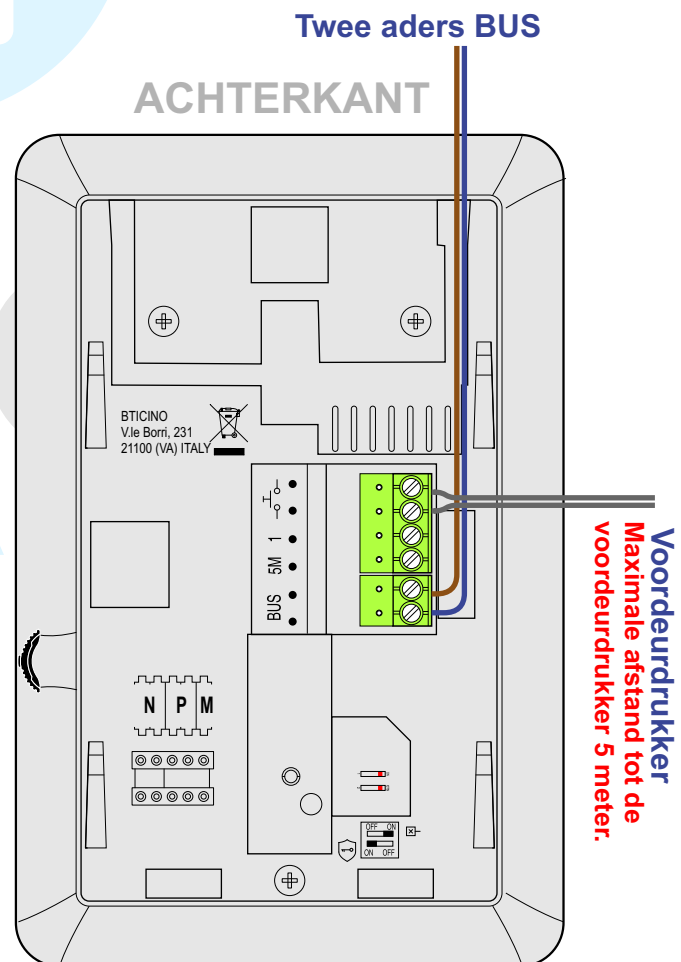 Twee aders BUS
ACHTERKANT
BTICINO
V.le Borri, 231
21100 (VA) ITALY
1
5M
BUS
Voordeurdrukker
Maximale afstand tot de
voordeurdrukker 5 meter.
N P M
OFF ON
ON OFF